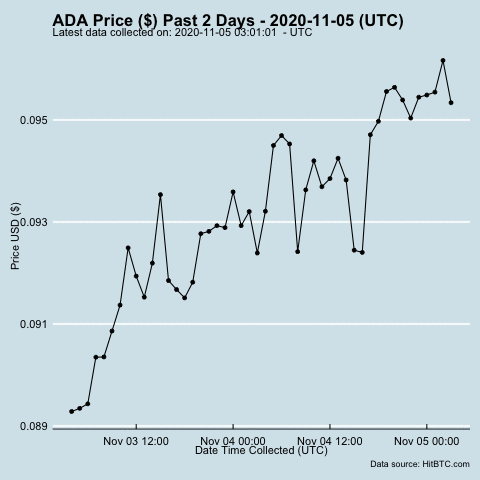 ADA Price ($) Past 2 Days - 2020-11-05 (UTC)
Latest data collected on: 2020-11-05 03:01:01  - UTC
0.095
0.093
0.091
0.089
Price USD ($)
Nov 03 12:00
Nov 04 00:00
Nov 04 12:00
Nov 05 00:00
Date Time Collected (UTC)
Data source: HitBTC.com